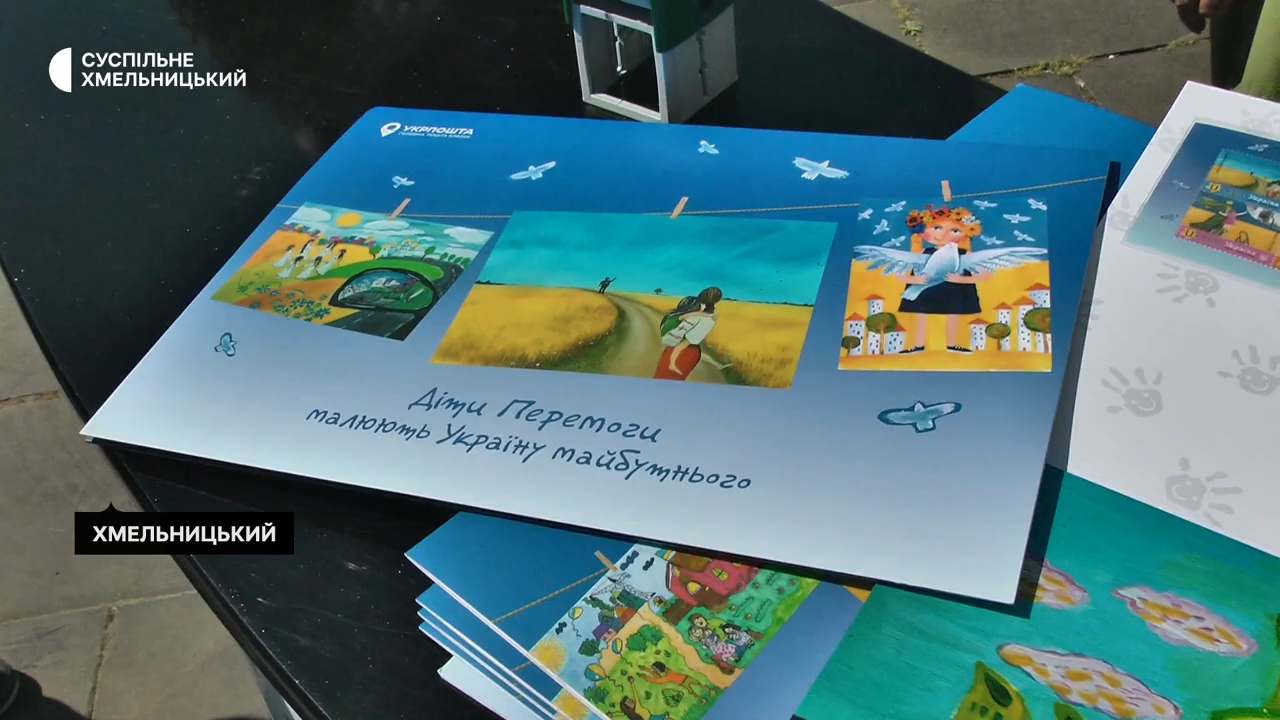 СУСПІЛЬНЕ
ХМЕЛЬНИЦЬКИЙ
УКРПОШТА
Діти Перемоги
малюють Україну майбутнього
ХМЕЛЬНИЦЬКИЙ